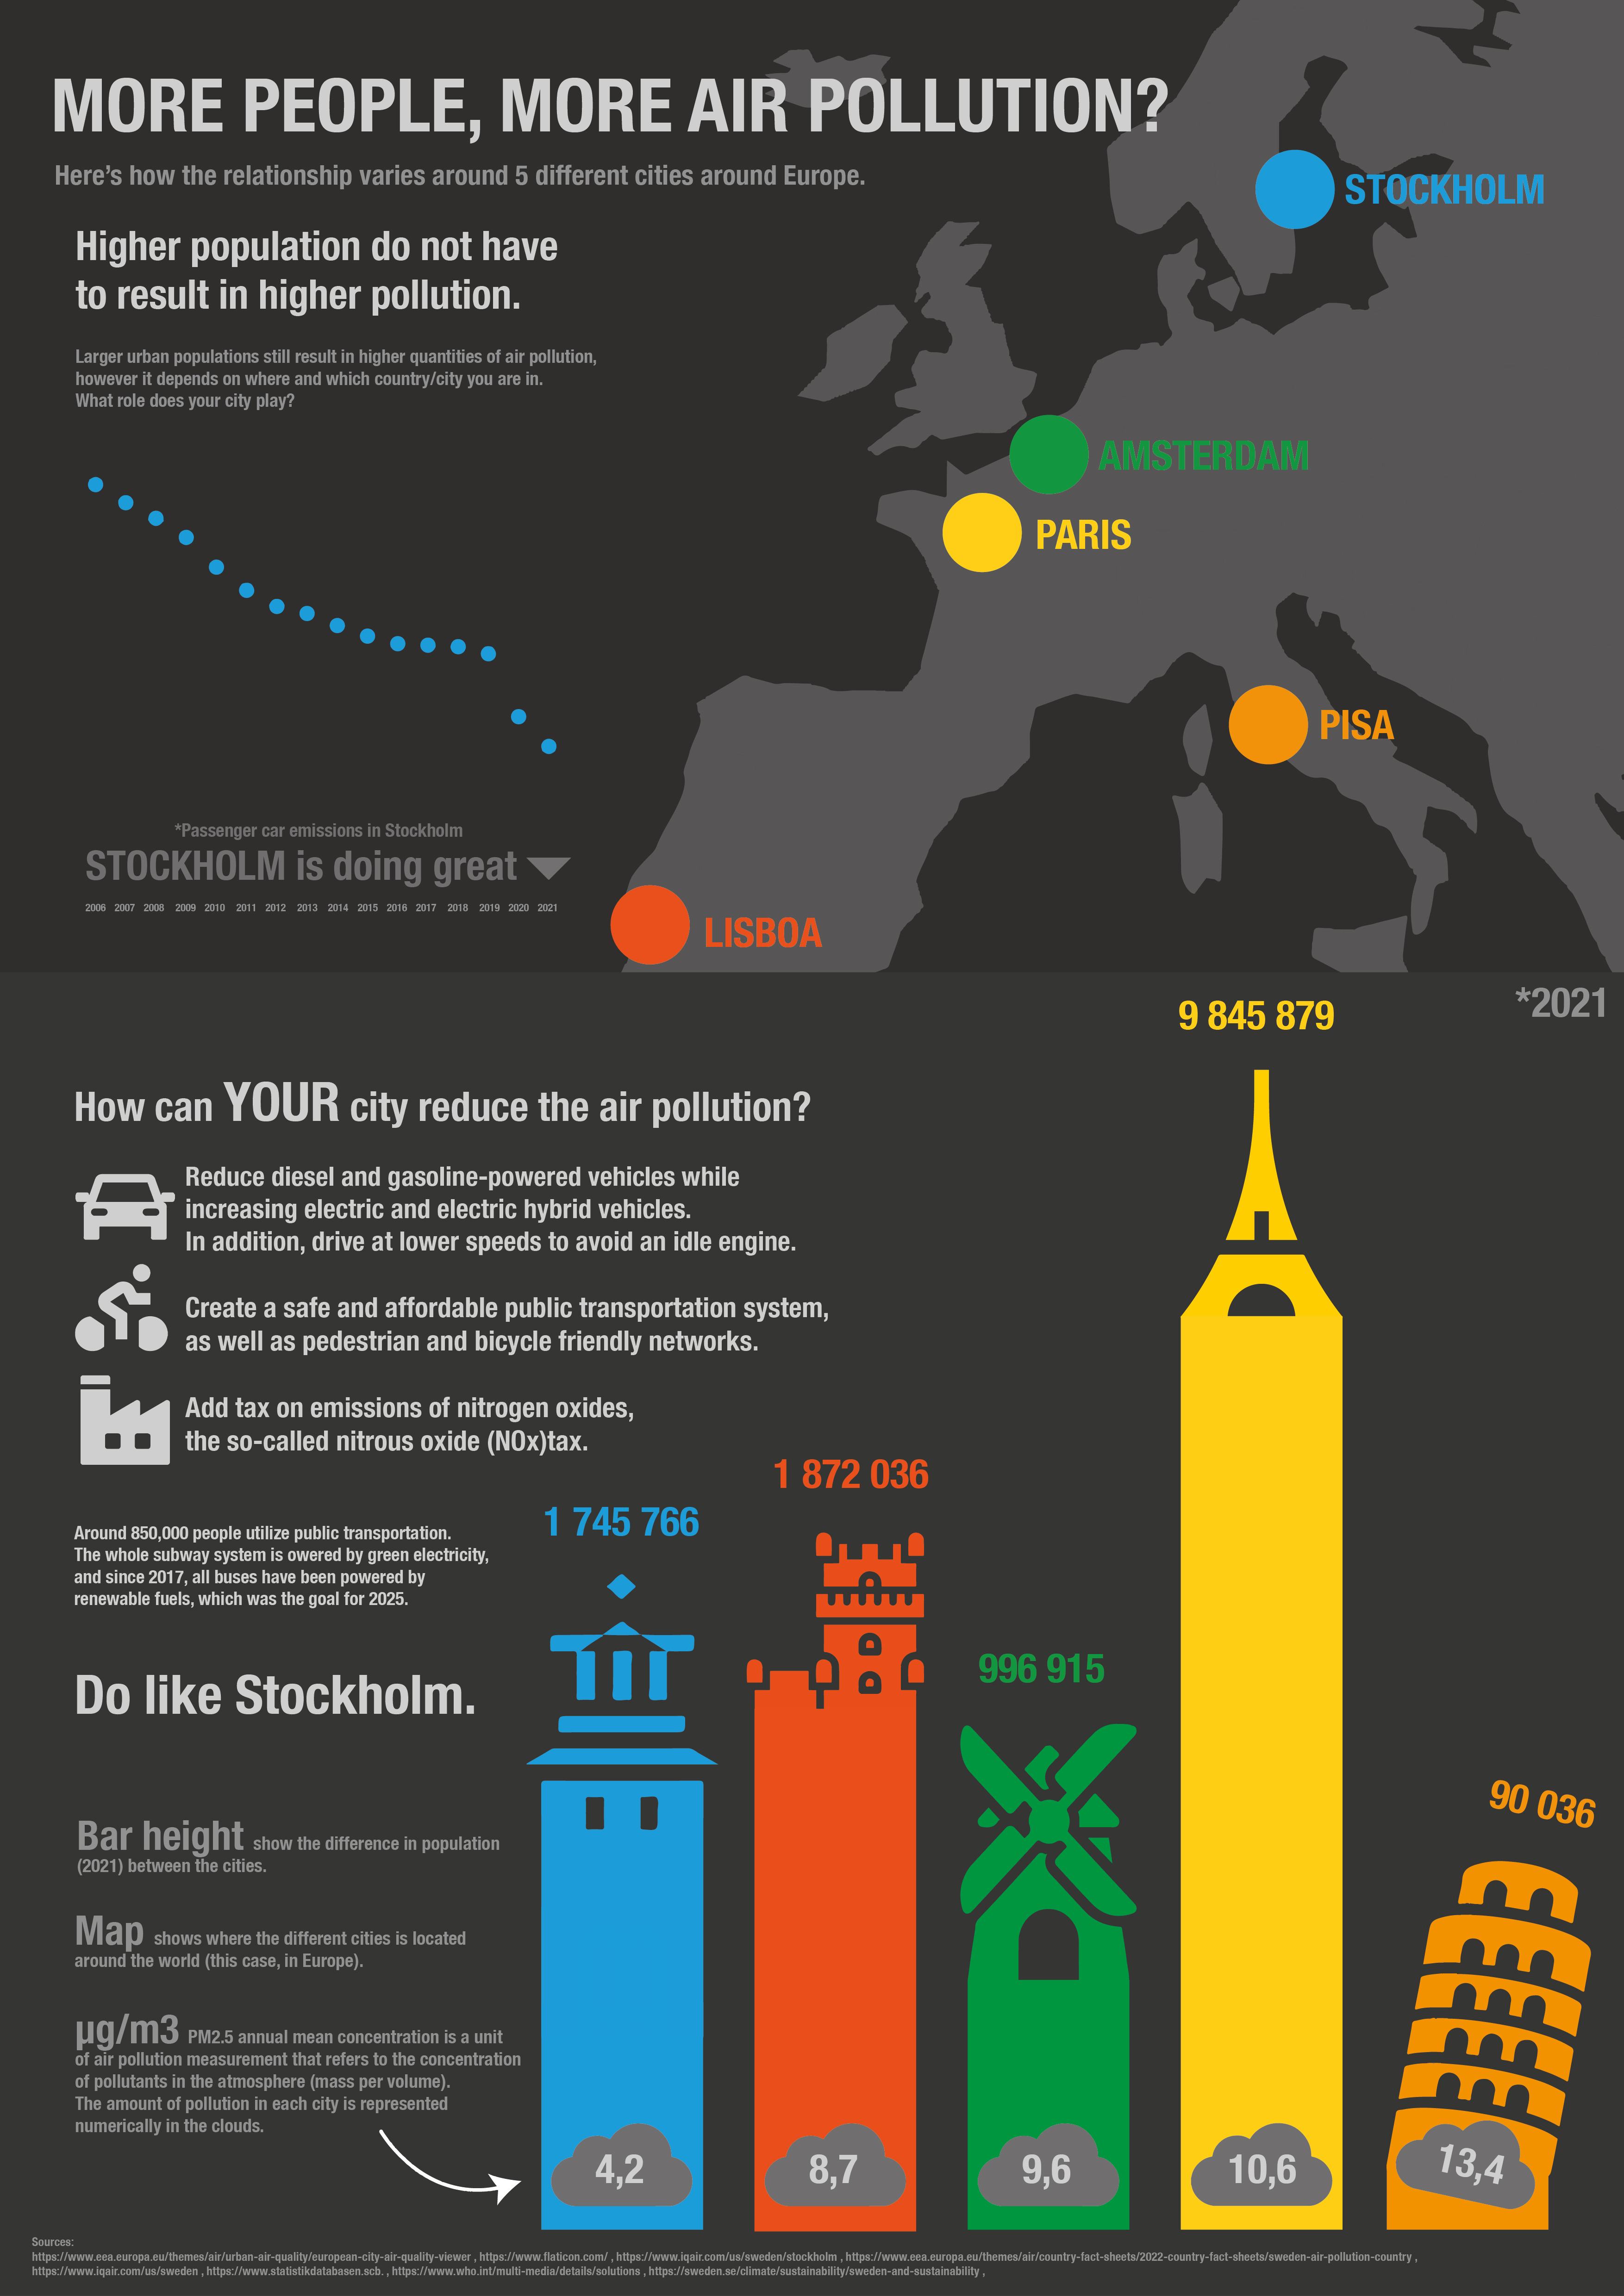 MORE PEOPLE, MORE AIR POLLUTION?
Here's how the relationship varies around 5 different cities around Europe.
Higher population do not have
to result in higher pollution.
Larger urban populations still result in higher quantities of air pollution,
however it depends on where and which country/city you are in.
What role does your city play?
STOCKHOLM
AMSTERDAM
PARIS
PISA
LISBOA
*Passenger car emissions in Stockholm
STOCKHOLM is doing great
2006 2007 2008 2009 2010 2011 2012 2013 2014 2015 2016 2017 2018 2019 2020 2021
*2021
How can YOUR city reduce the air pollution?
Reduce diesel and gasoline-powered vehicles while
increasing electric and electric hybrid vehicles.
In addition, drive at lower speeds to avoid an idle engine.
Create a safe and affordable public transportation system,
as well as pedestrian and bicycle friendly networks.
Add tax on emissions of nitrogen oxides,
the so-called nitrous oxide (NOx)tax.
Around 850,000 people utilize public transportation.
The whole subway system is owered by green electricity,
and since 2017, all buses have been powered by
renewable fuels, which was the goal for 2025.
Do like Stockholm.
Bar height show the difference in population
(2021) between the cities.
Map shows where the different cities is located
around the world (this case, in Europe).
µg/m3 PM2.5 annual mean concentration is a unit
of air pollution measurement that refers to the concentration
of pollutants in the atmosphere (mass per volume).
The amount of pollution in each city is represented
numerically in the clouds.
1 745 766
1 872 036
996 915
9 845 879
90 036
4,2
8,7
9,6
10,6
13,4
Sources:
https://www.eea.europa.eu/themes/air/urban-air-quality/european-city-air-quality-viewer , https://www.flaticon.com/ , https://www.iqair.com/us/sweden/stockholm , https://www.eea.europa.eu/themes/air/country-fact-sheets/2022-country-fact-sheets/sweden-air-pollution-country ,
https://www.iqair.com/us/sweden , https://www.statistikdatabasen.scb. , https://www.who.int/multi-media/details/solutions , https://sweden.se/climate/sustainability/sweden-and-sustainability ,